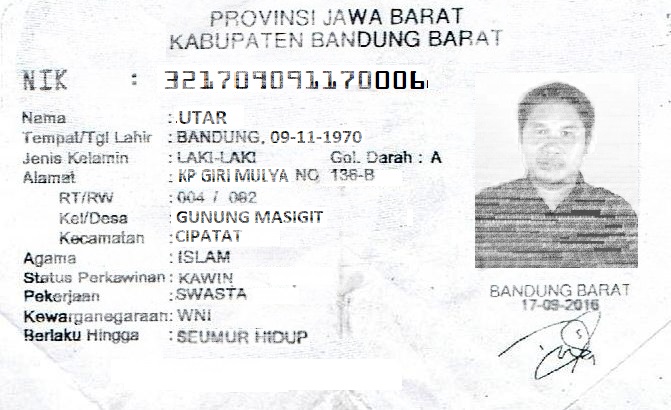 PROVINSI JAWA BARAT
KABUPATEN BANDUNG BARAT
NIK : 3217090911700006
Nama : UTAR
Tempat/Tgl Lahir : BANDUNG, 09-11-1970
Jenis Kelamin : LAKI-LAKI Gol. Darah : A
Alamat : KP GIRI MULYA NO 136-B
RT/RW : 004 / 082
Kel/Desa : GUNUNG MASIGIT
Kecamatan : CIPATAT
Agama : ISLAM
Status Perkawinan : KAWIN
Pekerjaan : SWASTA
Kewarganegaraan : WNI
Berlaku Hingga : SEUMUR HIDUP
BANDUNG BARAT
17-09-2016